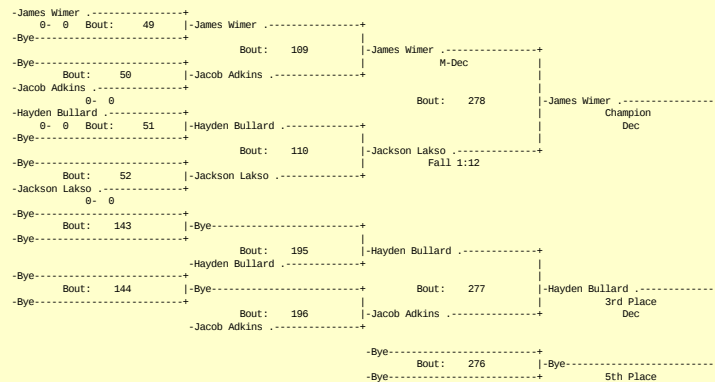 -James Wimer .---------------+
0-  0   Bout:     49     |-James Wimer .--------------+
-Bye-------------------------+                            |
Bout:    109         |-James Wimer .---------------+
-Bye-------------------------+                            |             M-Dec            |
Bout:     50         |-Jacob Adkins .--------------+                              |
-Jacob Adkins .---------------+                                                         |
0-  0                                                     Bout:    278         |-James Wimer .---------------
-Hayden Bullard .-------------+                                                         |           Champion
0-  0   Bout:     51     |-Hayden Bullard .------------+                              |              Dec
-Bye-------------------------+                            |                              |
Bout:    110         |-Jackson Lakso .--------------+
-Bye-------------------------+                            |           Fall 1:12
Bout:     52         |-Jackson Lakso .-------------+
-Jackson Lakso .--------------+
0-  0
-Bye-------------------------+
Bout:    143         |-Bye------------------------+
-Bye-------------------------+                            |
Bout:    195         |-Hayden Bullard .-------------+
-Hayden Bullard .------------+                              |
-Bye-------------------------+                                                         |
Bout:    144         |-Bye------------------------+         Bout:    277         |-Hayden Bullard .-------------
-Bye-------------------------+                            |                              |           3rd Place
Bout:    196         |-Jacob Adkins .---------------+              Dec
-Jacob Adkins .--------------+
-Bye-------------------------+
Bout:    276         |-Bye-------------------------
-Bye-------------------------+           5th Place